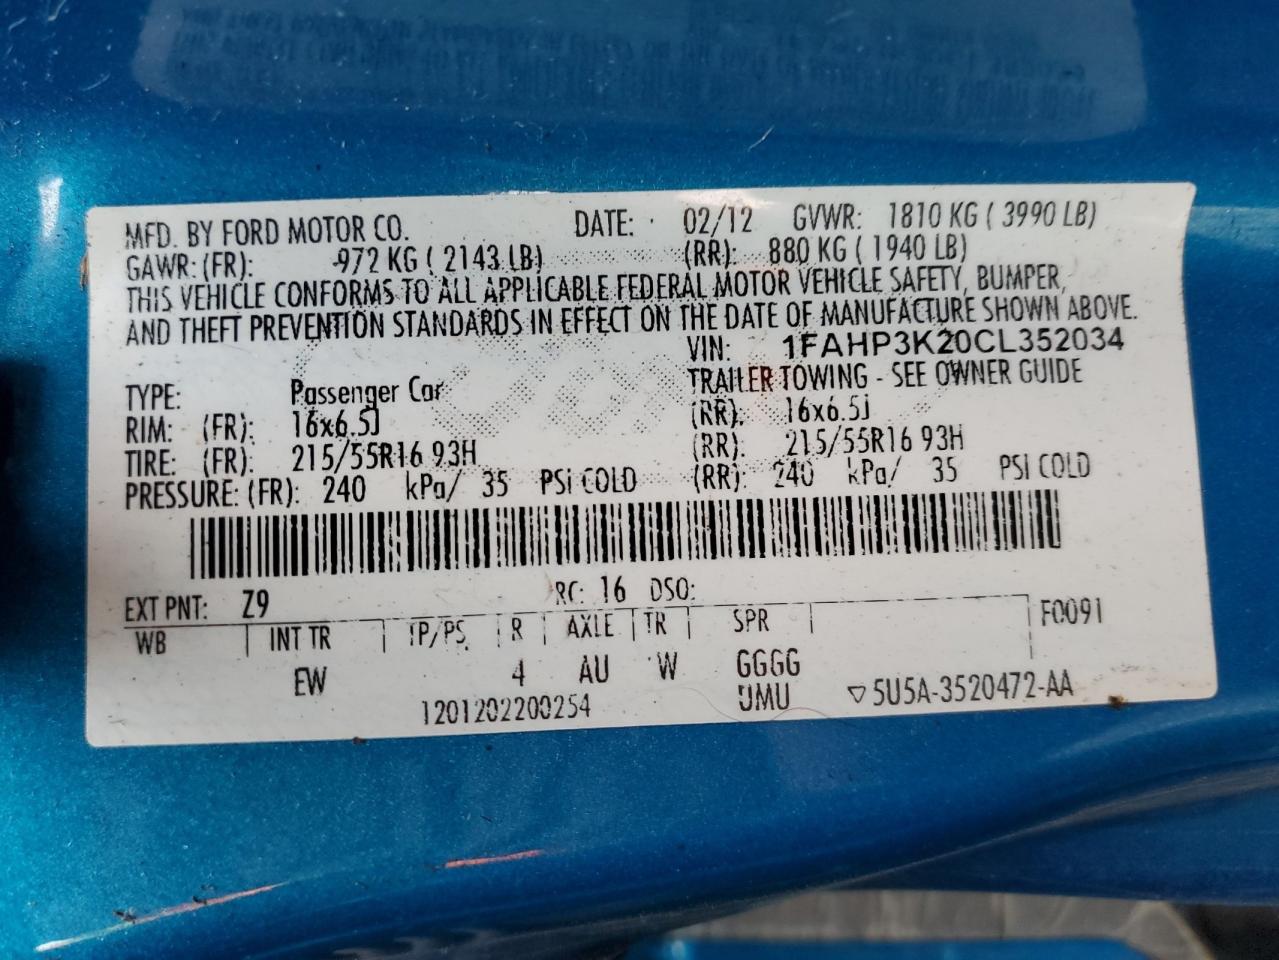 MFD. BY FORD MOTOR CO. DATE: 02/12 GVWR: 1810 KG ( 3990 LB)
GAWR: (FR): 972 KG ( 2143 LB) (RR): 880 KG ( 1940 LB)
THIS VEHICLE CONFORMS TO ALL APPLICABLE FEDERAL MOTOR VEHICLE SAFETY, BUMPER,
AND THEFT PREVENTION STANDARDS IN EFFECT ON THE DATE OF MANUFACTURE SHOWN ABOVE.
VIN: 1FAHP3K20CL352034
TYPE: Passenger Car TRAILER TOWING - SEE OWNER GUIDE
RIM: (FR): 16x6.5J (RR): 16x6.5J
TIRE: (FR): 215/55R16 93H (RR): 215/55R16 93H
PRESSURE: (FR): 240 kPa/ 35 PSI COLD (RR): 240 kPa/ 35 PSI COLD
EXT PNT: Z9 RC: 16 DSO:
WB INT TR TP/PS R AXLE TR SPR F0091
EW 4 AU W GGGG
1201202200254 UMU ▽5U5A-3520472-AA